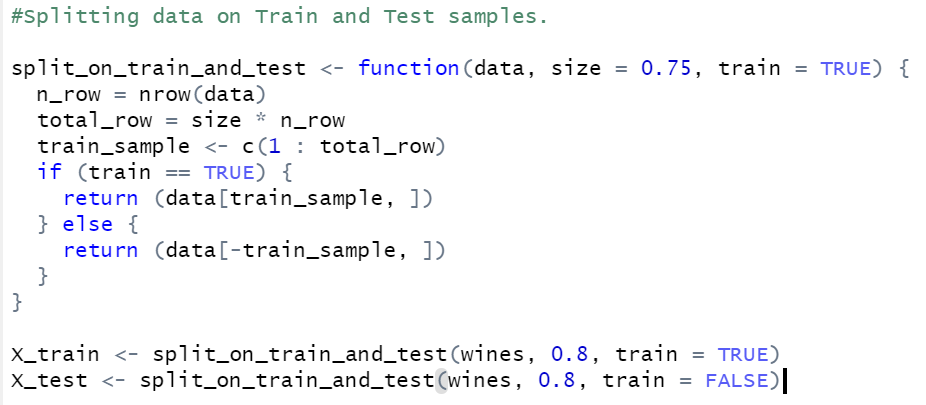 #Splitting data on Train and Test samples.
split_on_train_and_test <- function(data, size = 0.75, train = TRUE) {
  n_row = nrow(data)
  total_row = size * n_row
  train_sample <- c(1 : total_row)
  if (train == TRUE) {
    return (data[train_sample, ])
  } else {
    return (data[-train_sample, ])
  }
}
X_train <- split_on_train_and_test(wines, 0.8, train = TRUE)
X_test <- split_on_train_and_test(wines, 0.8, train = FALSE)